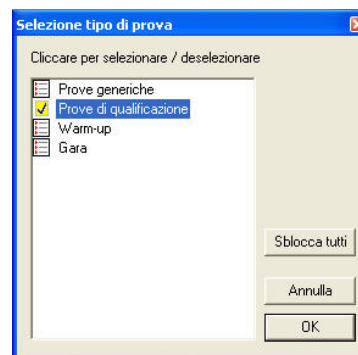 Selezione tipo di prova
Cliccare per selezionare / deselezionare
Prove generiche
Prove di qualificazione
Warm-up
Gara
Sblocca tutti
Annulla
OK